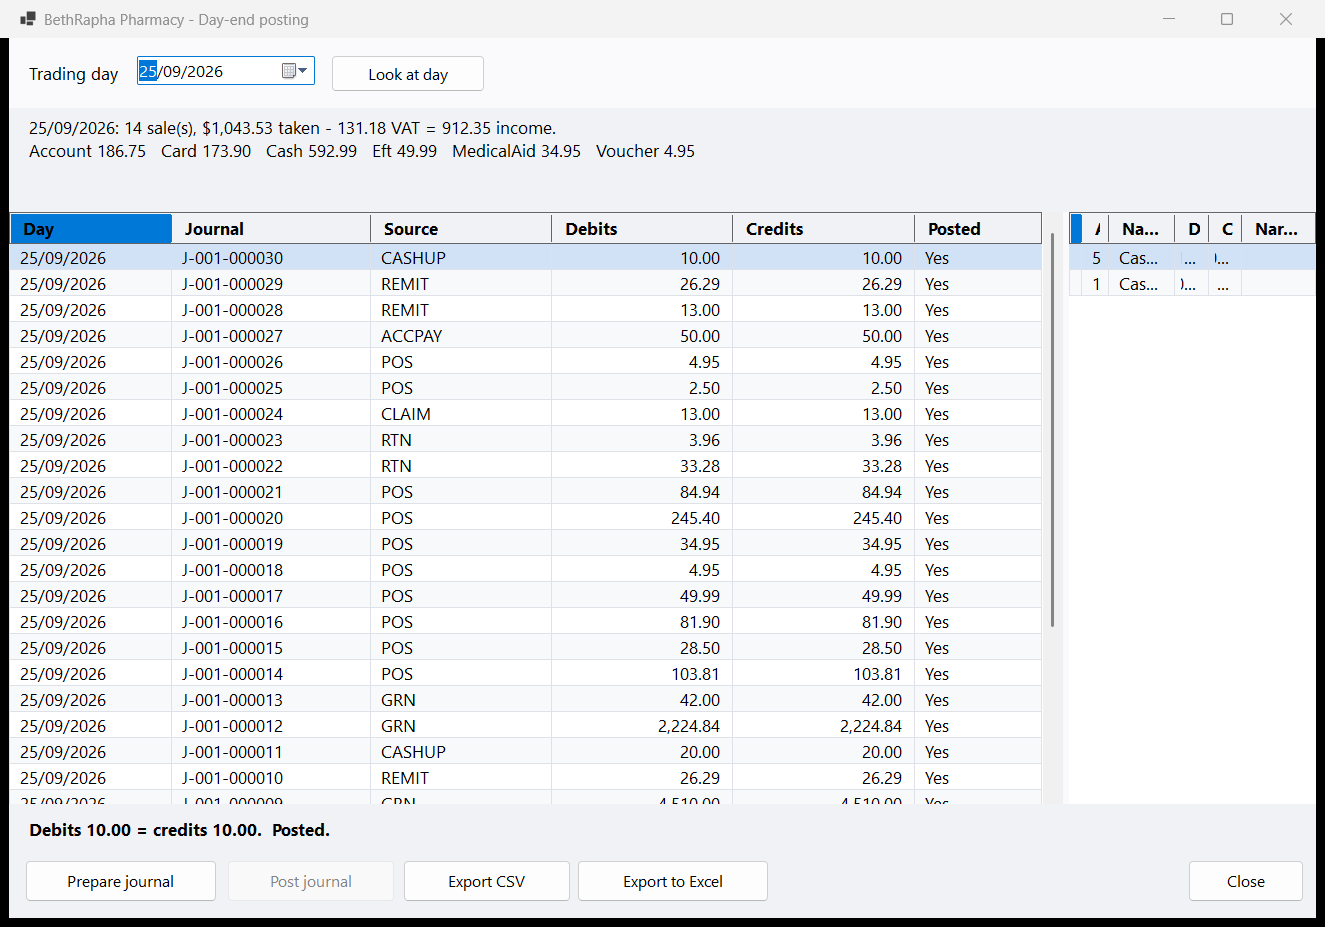 BethRapha Pharmacy - Day-end posting
Trading day 25/09/2026 Look at day
25/09/2026: 14 sale(s), $1,043.53 taken - 131.18 VAT = 912.35 income.
Account 186.75 Card 173.90 Cash 592.99 Eft 49.99 MedicalAid 34.95 Voucher 4.95
Day Journal Source Debits Credits Posted
25/09/2026 J-001-000030 CASHUP 10.00 10.00 Yes
25/09/2026 J-001-000029 REMIT 26.29 26.29 Yes
25/09/2026 J-001-000028 REMIT 13.00 13.00 Yes
25/09/2026 J-001-000027 ACCPAY 50.00 50.00 Yes
25/09/2026 J-001-000026 POS 4.95 4.95 Yes
25/09/2026 J-001-000025 POS 2.50 2.50 Yes
25/09/2026 J-001-000024 CLAIM 13.00 13.00 Yes
25/09/2026 J-001-000023 RTN 3.96 3.96 Yes
25/09/2026 J-001-000022 RTN 33.28 33.28 Yes
25/09/2026 J-001-000021 POS 84.94 84.94 Yes
25/09/2026 J-001-000020 POS 245.40 245.40 Yes
25/09/2026 J-001-000019 POS 34.95 34.95 Yes
25/09/2026 J-001-000018 POS 4.95 4.95 Yes
25/09/2026 J-001-000017 POS 49.99 49.99 Yes
25/09/2026 J-001-000016 POS 81.90 81.90 Yes
25/09/2026 J-001-000015 POS 28.50 28.50 Yes
25/09/2026 J-001-000014 POS 103.81 103.81 Yes
25/09/2026 J-001-000013 GRN 42.00 42.00 Yes
25/09/2026 J-001-000012 GRN 2,224.84 2,224.84 Yes
25/09/2026 J-001-000011 CASHUP 20.00 20.00 Yes
25/09/2026 J-001-000010 REMIT 26.29 26.29 Yes
25/09/2026 J-001-000009 GRN 4,510.00 4,510.00 Yes
Na... D C Nar...
5 Cas... ... ...
1 Cas... ... ...
Debits 10.00 = credits 10.00. Posted.
Prepare journal Post journal Export CSV Export to Excel Close